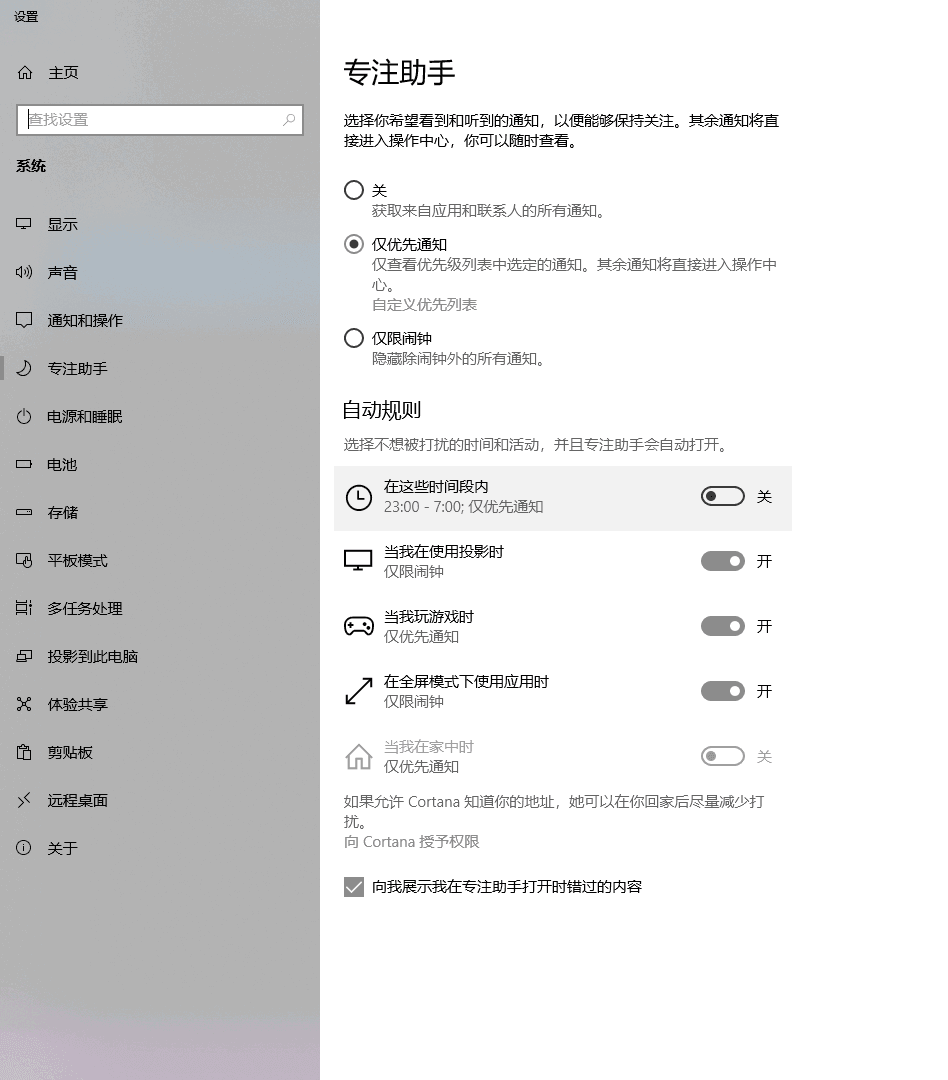 设置
主页
查找设置
系统
显示
声音
通知和操作
专注助手
电源和睡眠
电池
存储
平板模式
多任务处理
投影到此电脑
体验共享
剪贴板
远程桌面
关于
专注助手
选择你希望看到和听到的通知，以便能够保持关注。其余通知将直
接进入操作中心，你可以随时查看。
关
获取来自应用和联系人的所有通知。
仅优先通知
仅查看优先级列表中选定的通知。其余通知将直接进入操作中
心。
自定义优先列表
仅限闹钟
隐藏除闹钟外的所有通知。
自动规则
选择不想被打扰的时间和活动，并且专注助手会自动打开。
在这些时间段内
23:00 - 7:00; 仅优先通知
关
当我在使用投影时
仅限闹钟
开
当我玩游戏时
仅优先通知
开
在全屏模式下使用应用时
仅限闹钟
开
当我在家中时
仅优先通知
关
如果允许 Cortana 知道你的地址，她可以在你回家后尽量减少打
扰。
向 Cortana 授予权限
向我展示我在专注助手打开时错过的内容